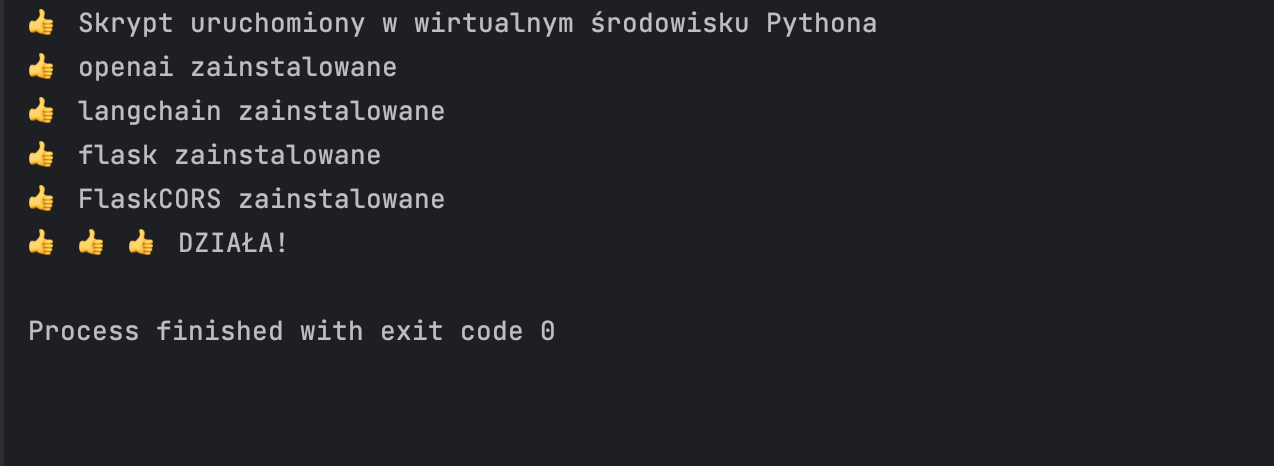 👍 Skrypt uruchomiony w wirtualnym środowisku Pythona
👍 openai zainstalowane
👍 langchain zainstalowane
👍 flask zainstalowane
👍 FlaskCORS zainstalowane
👍 👍 👍 DZIAŁA!
Process finished with exit code 0